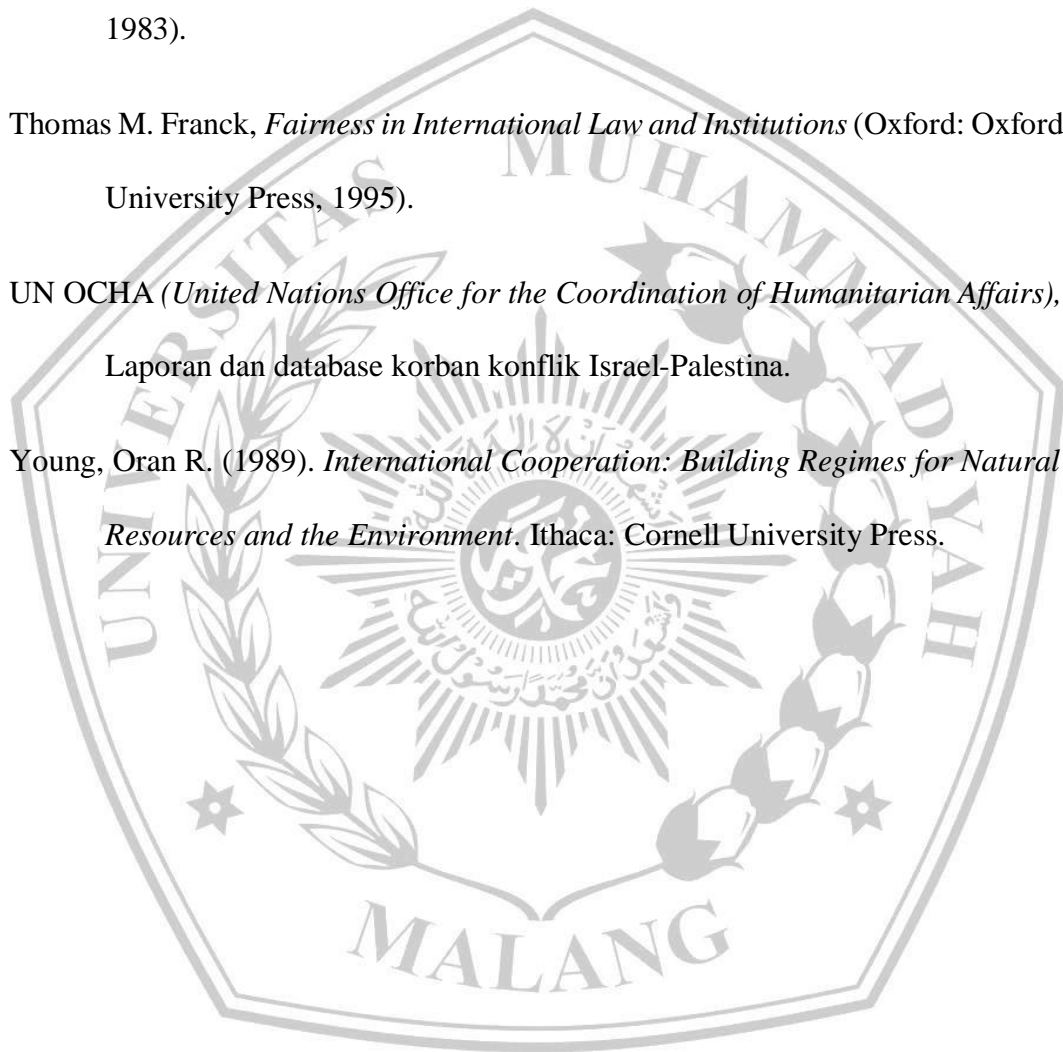 1983).
Thomas M. Franck, Fairness in International Law and Institutions (Oxford: Oxford
University Press, 1995).
UN OCHA (United Nations Office for the Coordination of Humanitarian Affairs),
Laporan dan database korban konflik Israel-Palestina.
Young, Oran R. (1989). International Cooperation: Building Regimes for Natural
Resources and the Environment. Ithaca: Cornell University Press.
UNIVERSITAS MUHAMMADIYAH
MALANG